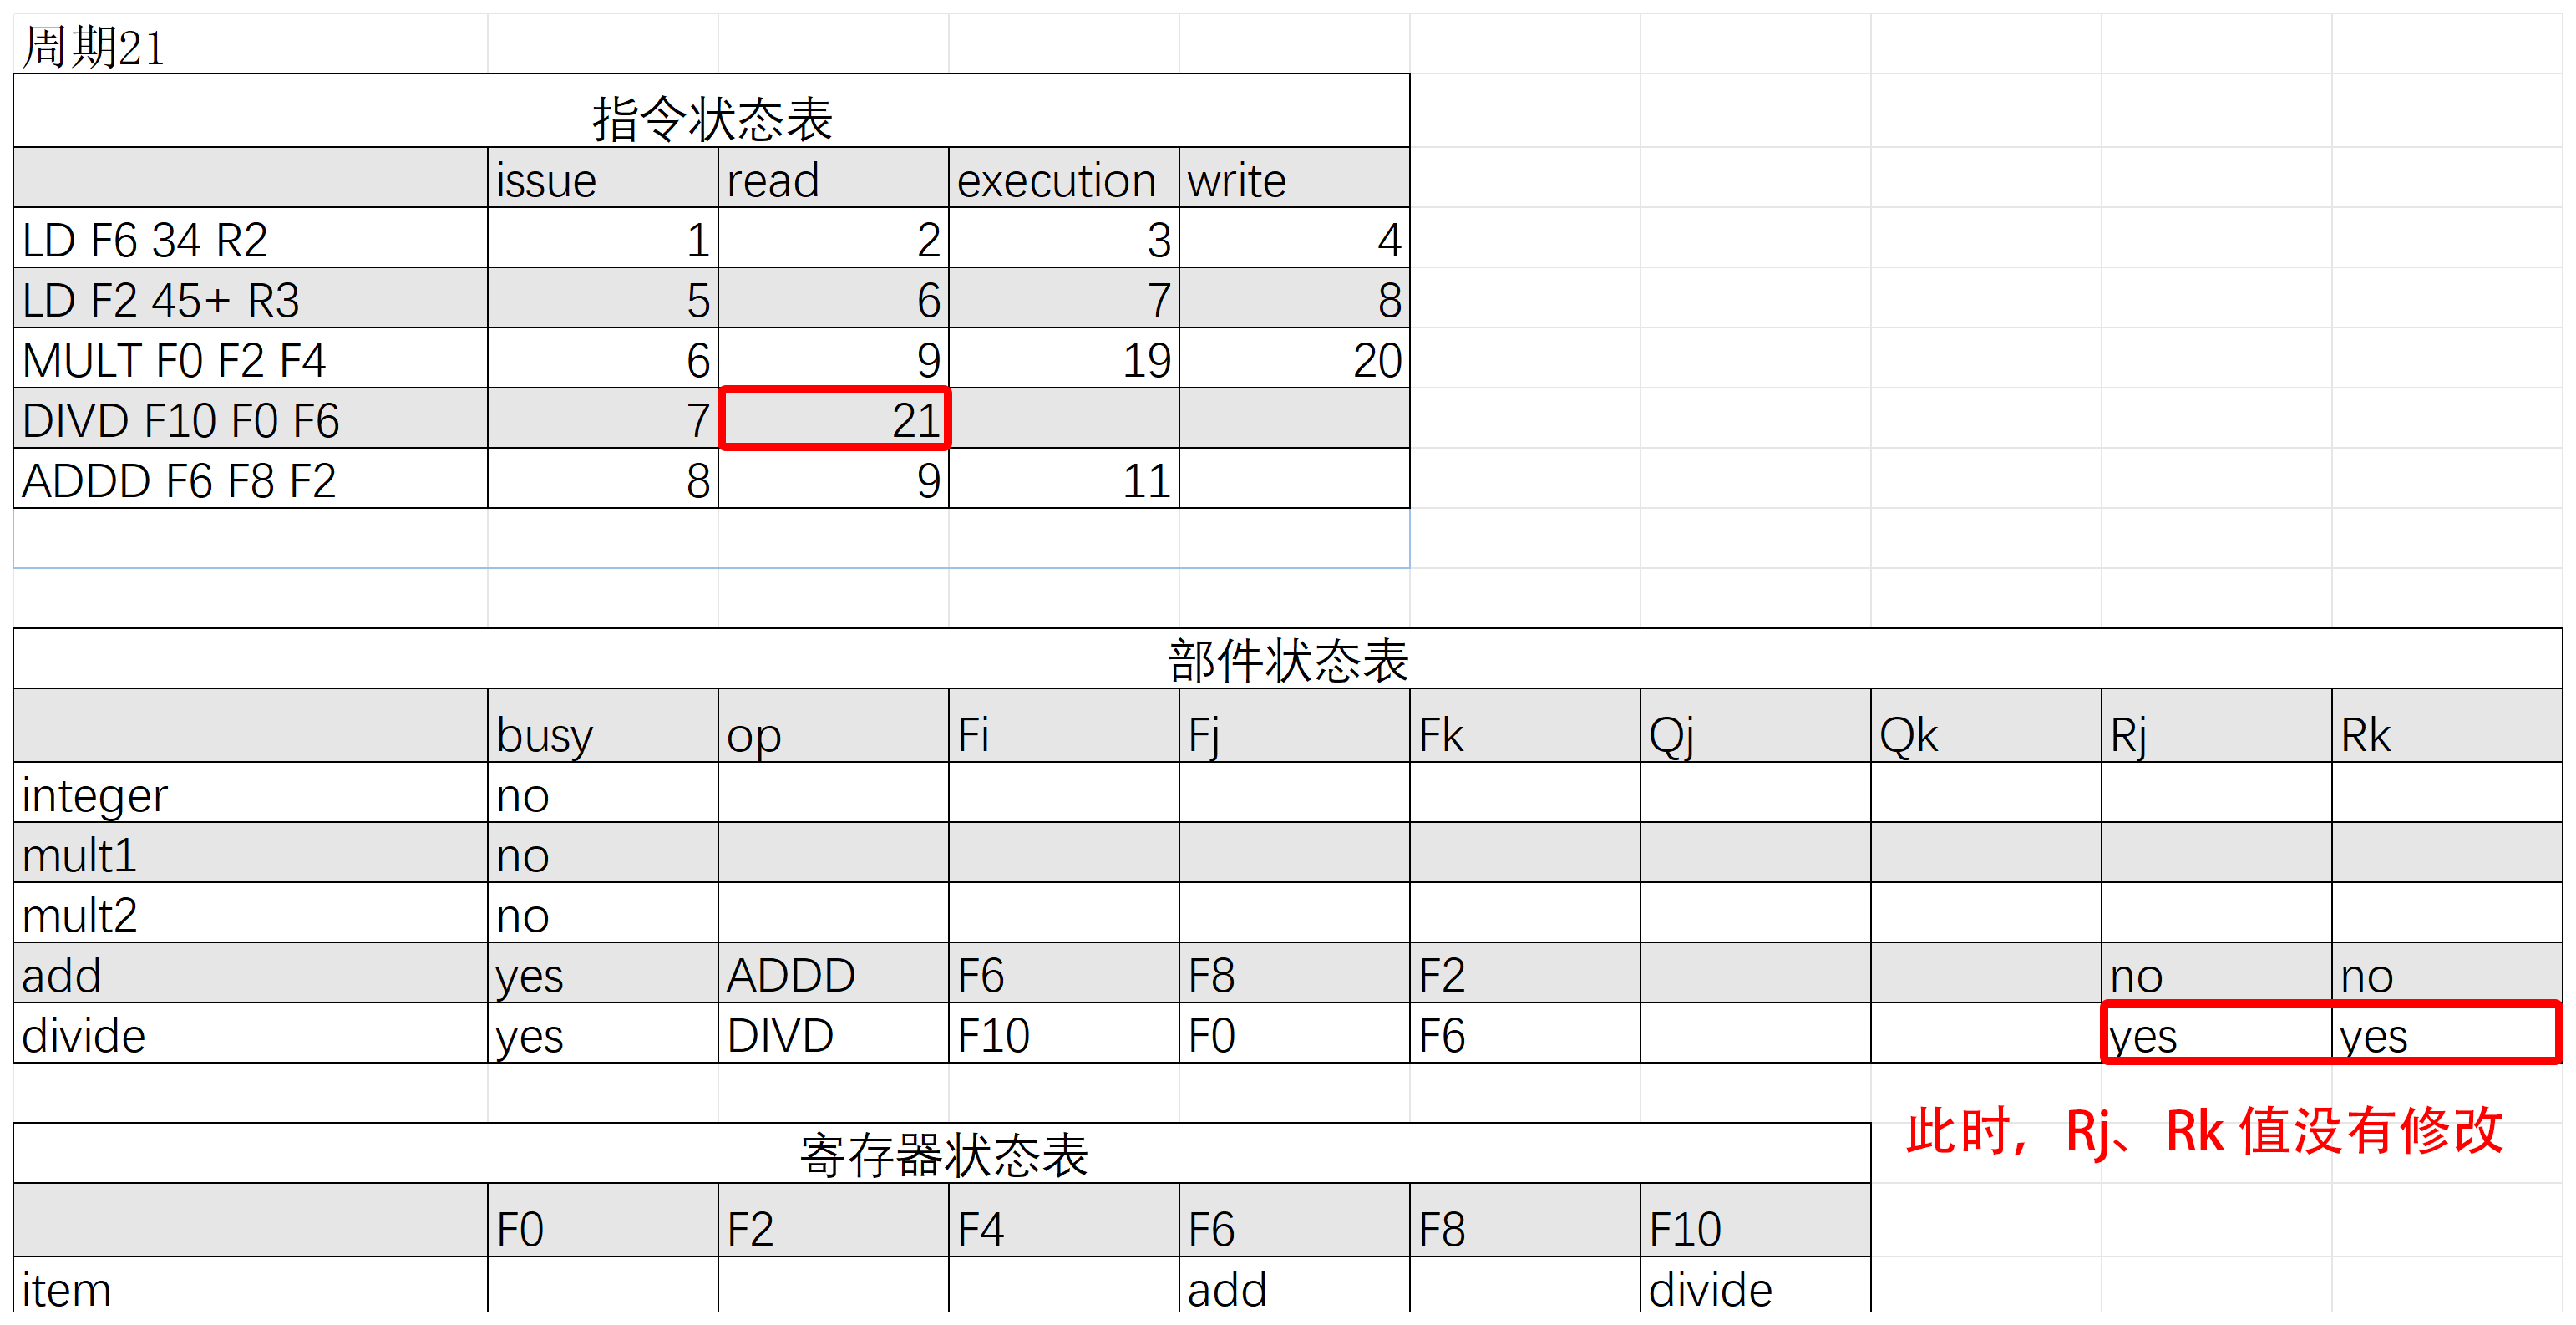 周期21
指令状态表
issue read execution write
LD F6 34 R2 1 2 3 4
LD F2 45+ R3 5 6 7 8
MULT F0 F2 F4 6 9 19 20
DIVD F10 F0 F6 7 21
ADDD F6 F8 F2 8 9 11
部件状态表
busy op Fi Fj Fk Qj Qk Rj Rk
integer no
mult1 no
mult2 no
add yes ADDD F6 F8 F2 no no
divide yes DIVD F10 F0 F6 yes yes
此时，Rj、Rk 值没有修改
寄存器状态表
F0 F2 F4 F6 F8 F10
item add divide